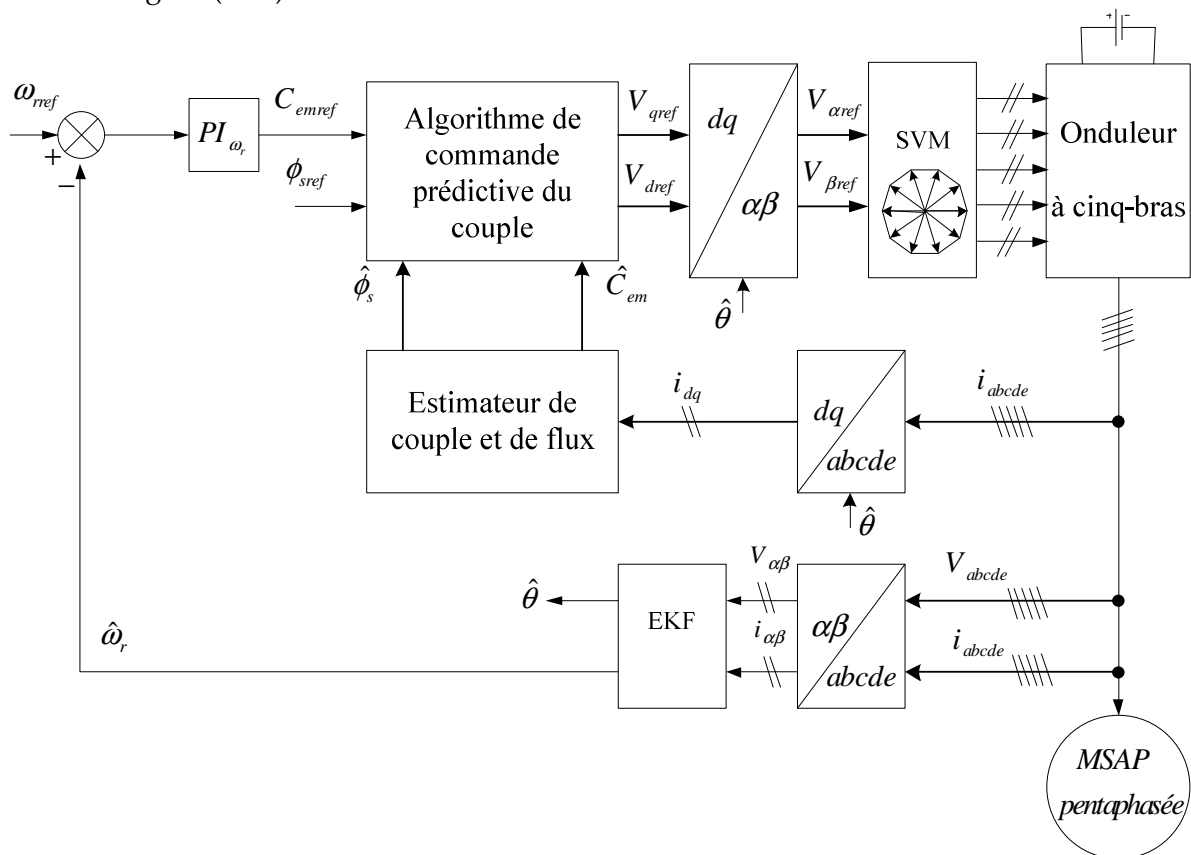 ω_rref
+
−
PI_ω_r
C_emref
ϕ_sref
Algorithme de
commande
prédictive du
couple
V_qref
V_dref
dq
αβ
θ̂
V_αref
V_βref
SVM
+ -
Onduleur
à cinq-bras
ϕ̂_s
Ĉ_em
Estimateur de
couple et de flux
i_dq
dq
abcde
θ̂
i_abcde
θ̂
ω̂_r
EKF
V_αβ
i_αβ
αβ
abcde
V_abcde
i_abcde
MSAP
pentaphasée